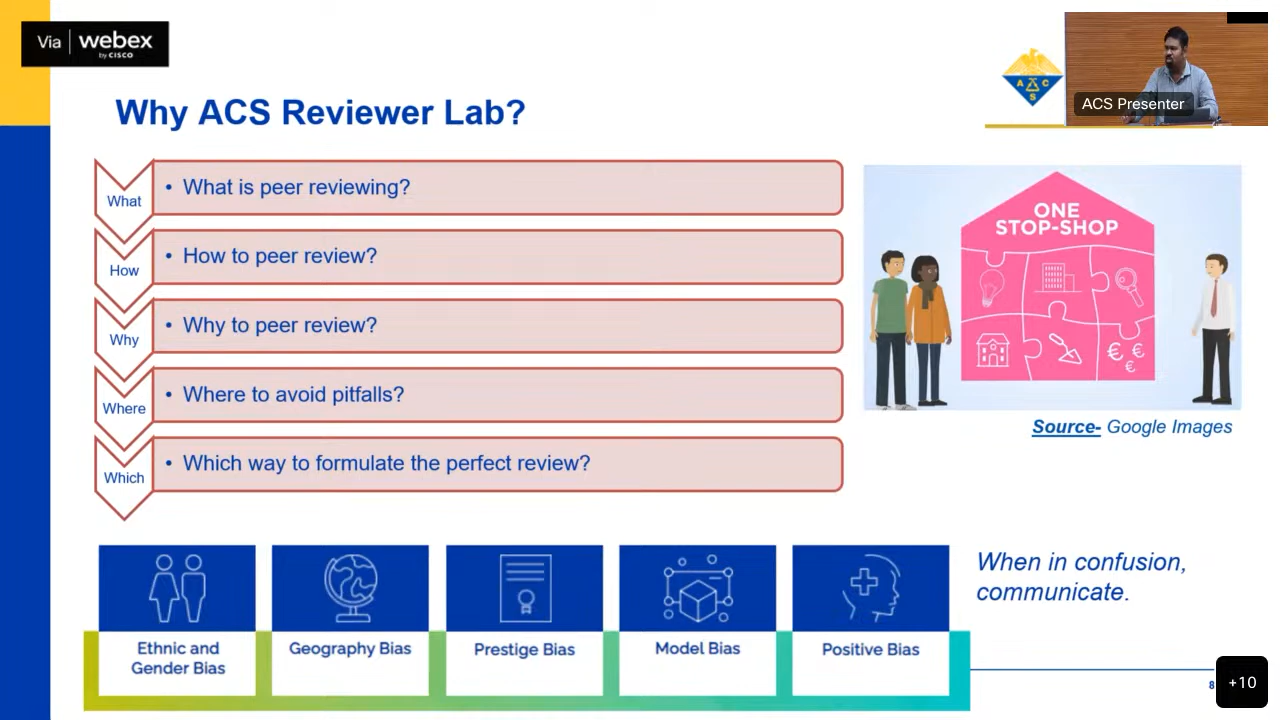 Via | webex
by CISCO
ACS
ACS Presenter
Why ACS Reviewer Lab?
What
• What is peer reviewing?
How
• How to peer review?
Why
• Why to peer review?
Where
• Where to avoid pitfalls?
Which
• Which way to formulate the perfect review?
ONE
STOP-SHOP
€ € €
Source- Google Images
Ethnic and
Gender Bias
Geography Bias
Prestige Bias
Model Bias
Positive Bias
When in confusion,
communicate.
8
+10